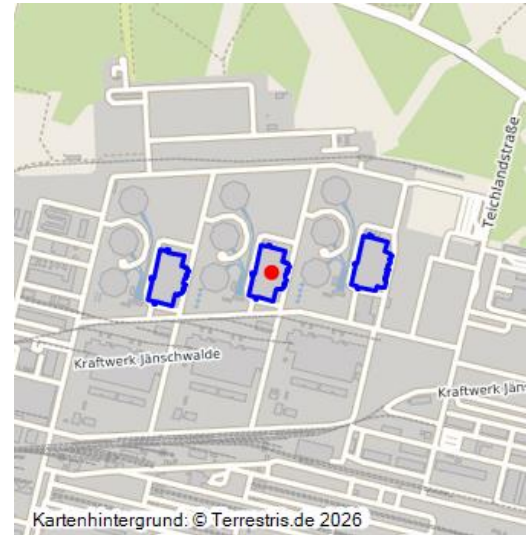 Teichlandstraße
Kraftwerk Jänschwalde
Kraftwerk Jäns
Kartenhintergrund: © Terrestris.de 2026